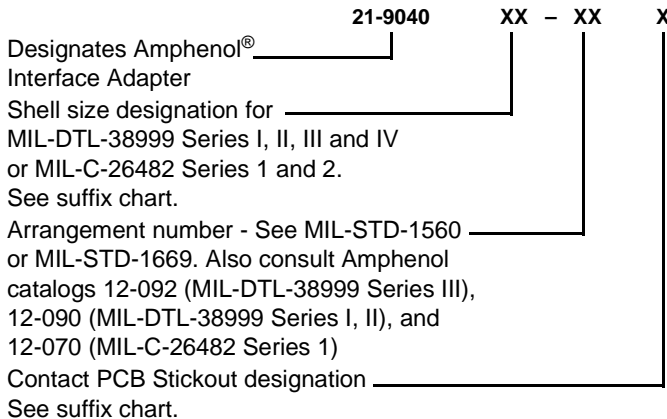 21-9040 XX – XX X
Designates Amphenol®
Interface Adapter
Shell size designation for
MIL-DTL-38999 Series I, II, III and IV
or MIL-C-26482 Series 1 and 2.
See suffix chart.
Arrangement number - See MIL-STD-1560
or MIL-STD-1669. Also consult Amphenol
catalogs 12-092 (MIL-DTL-38999 Series III),
12-090 (MIL-DTL-38999 Series I, II), and
12-070 (MIL-C-26482 Series 1)
Contact PCB Stickout designation
See suffix chart.